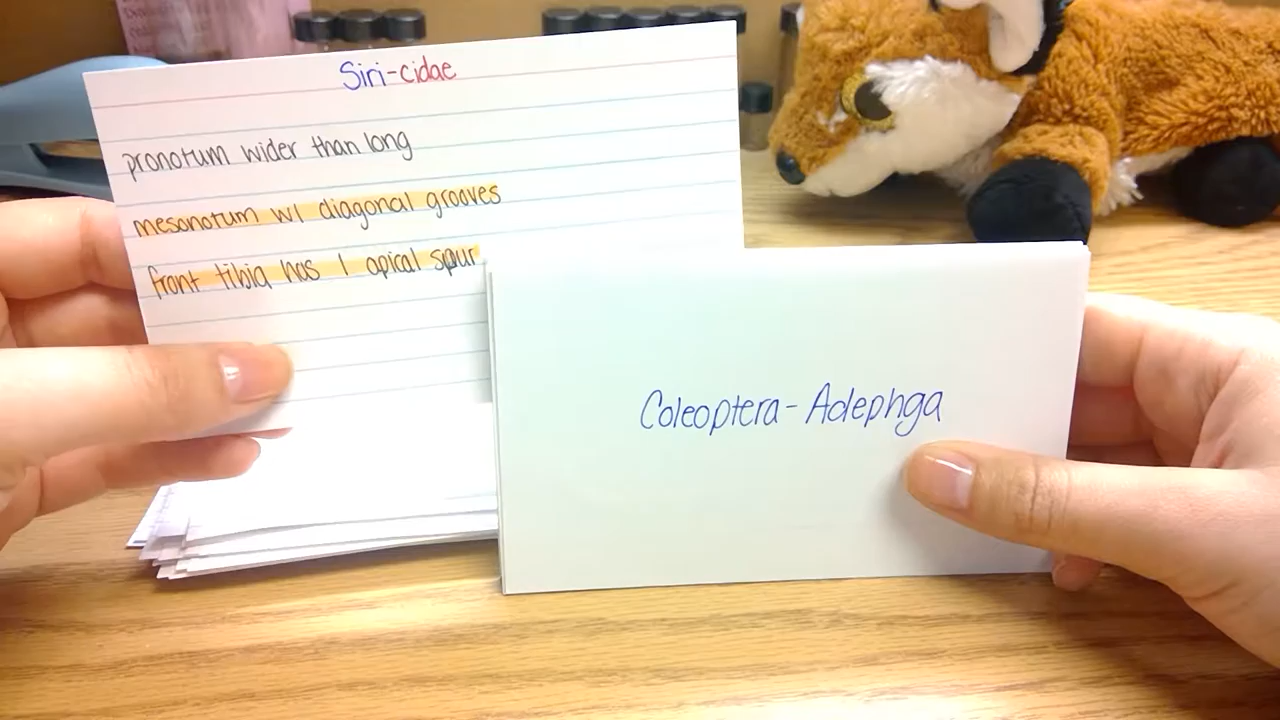 Siri-cidae
pronotum wider than long
mesonotum w/ diagonal grooves
front tibia has 1 apical spur
Coleoptera- Adephga